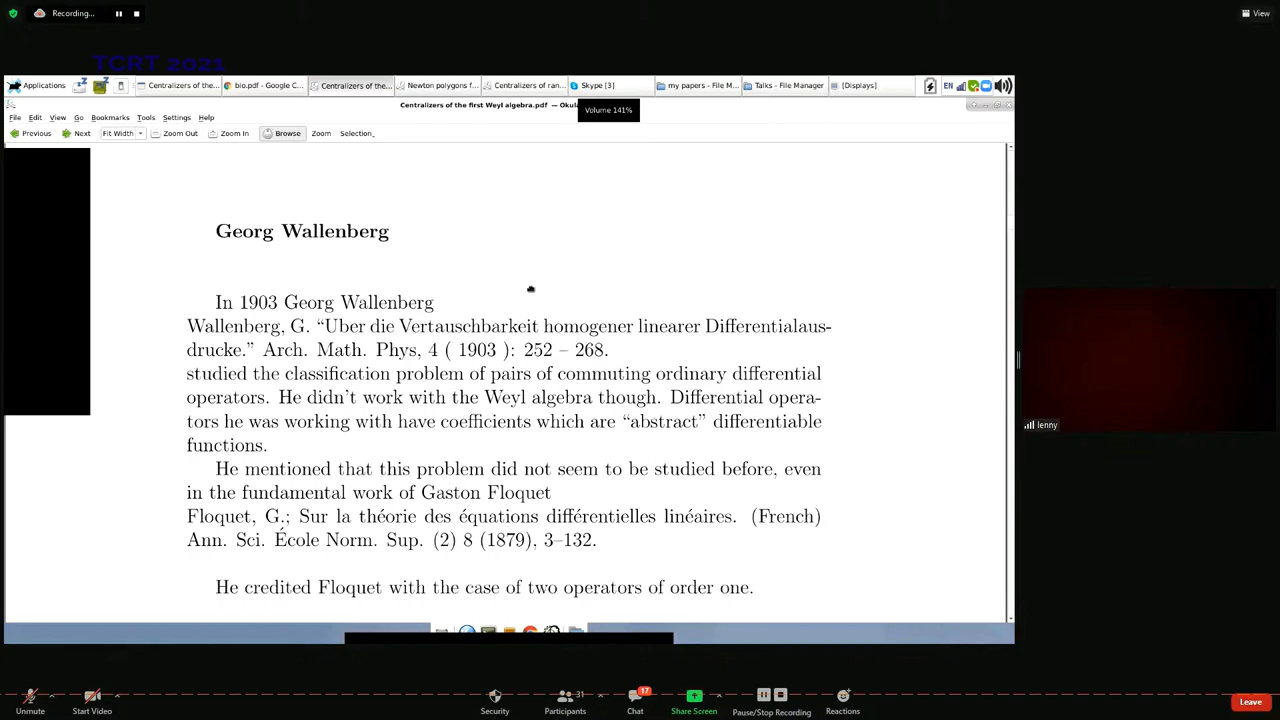 Recording...
View
TCRT 2021
Applications
Centralizers of the...
bio.pdf - Google C...
Centralizers of the...
Newton polygons f...
Centralizers of ran...
Skype [3]
my papers - File M...
Talks - File Manager
[Displays]
EN
Centralizers of the first Weyl algebra.pdf — Okul
Volume 141%
File Edit View Go Bookmarks Tools Settings Help
Previous Next Fit Width Zoom Out Zoom In Browse Zoom Selection
Georg Wallenberg
In 1903 Georg Wallenberg
Wallenberg, G. “Uber die Vertauschbarkeit homogener linearer Differentialaus-
drucke.” Arch. Math. Phys, 4 ( 1903 ): 252 – 268.
studied the classification problem of pairs of commuting ordinary differential
operators. He didn’t work with the Weyl algebra though. Differential opera-
tors he was working with have coefficients which are “abstract” differentiable
functions.
He mentioned that this problem did not seem to be studied before, even
in the fundamental work of Gaston Floquet
Floquet, G.; Sur la théorie des équations différentielles linéaires. (French)
Ann. Sci. École Norm. Sup. (2) 8 (1879), 3–132.
He credited Floquet with the case of two operators of order one.
lenny
Unmute
Start Video
Security
31
Participants
17
Chat
Share Screen
Pause/Stop Recording
Reactions
Leave